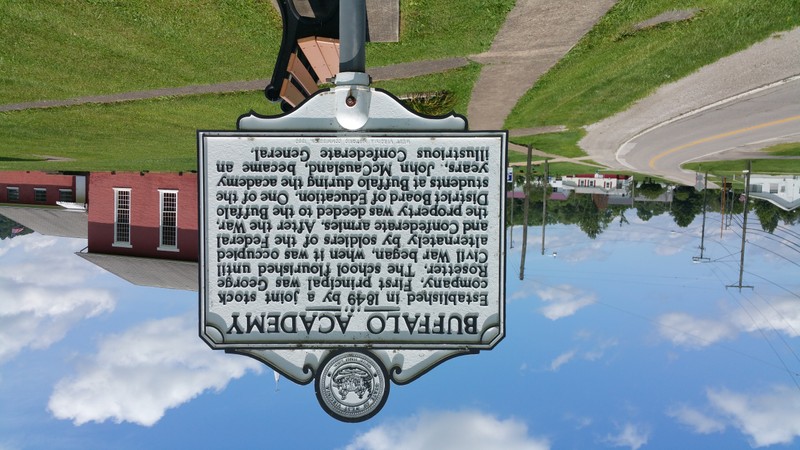 BUFFALO ACADEMY
Established in 1849 by a joint stock
company. First principal was George
Rosetter. The school flourished until
Civil War began, when it was occupied
alternately by soldiers of the Federal
and Confederate armies. After the War
the property was deeded to the Buffalo
District Board of Education. One of the
students at Buffalo during the academy
years, John McCausland, became an
illustrious Confederate General.